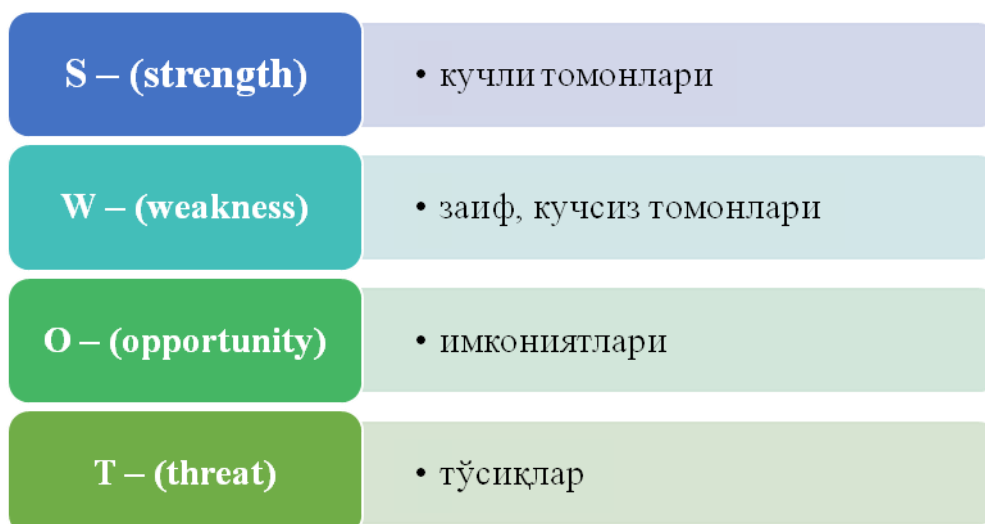 S – (strength)
• кучли томонлари
W – (weakness)
• заиф, кучсиз томонлари
O – (opportunity)
• имкониятлари
T – (threat)
• тўсиқлар